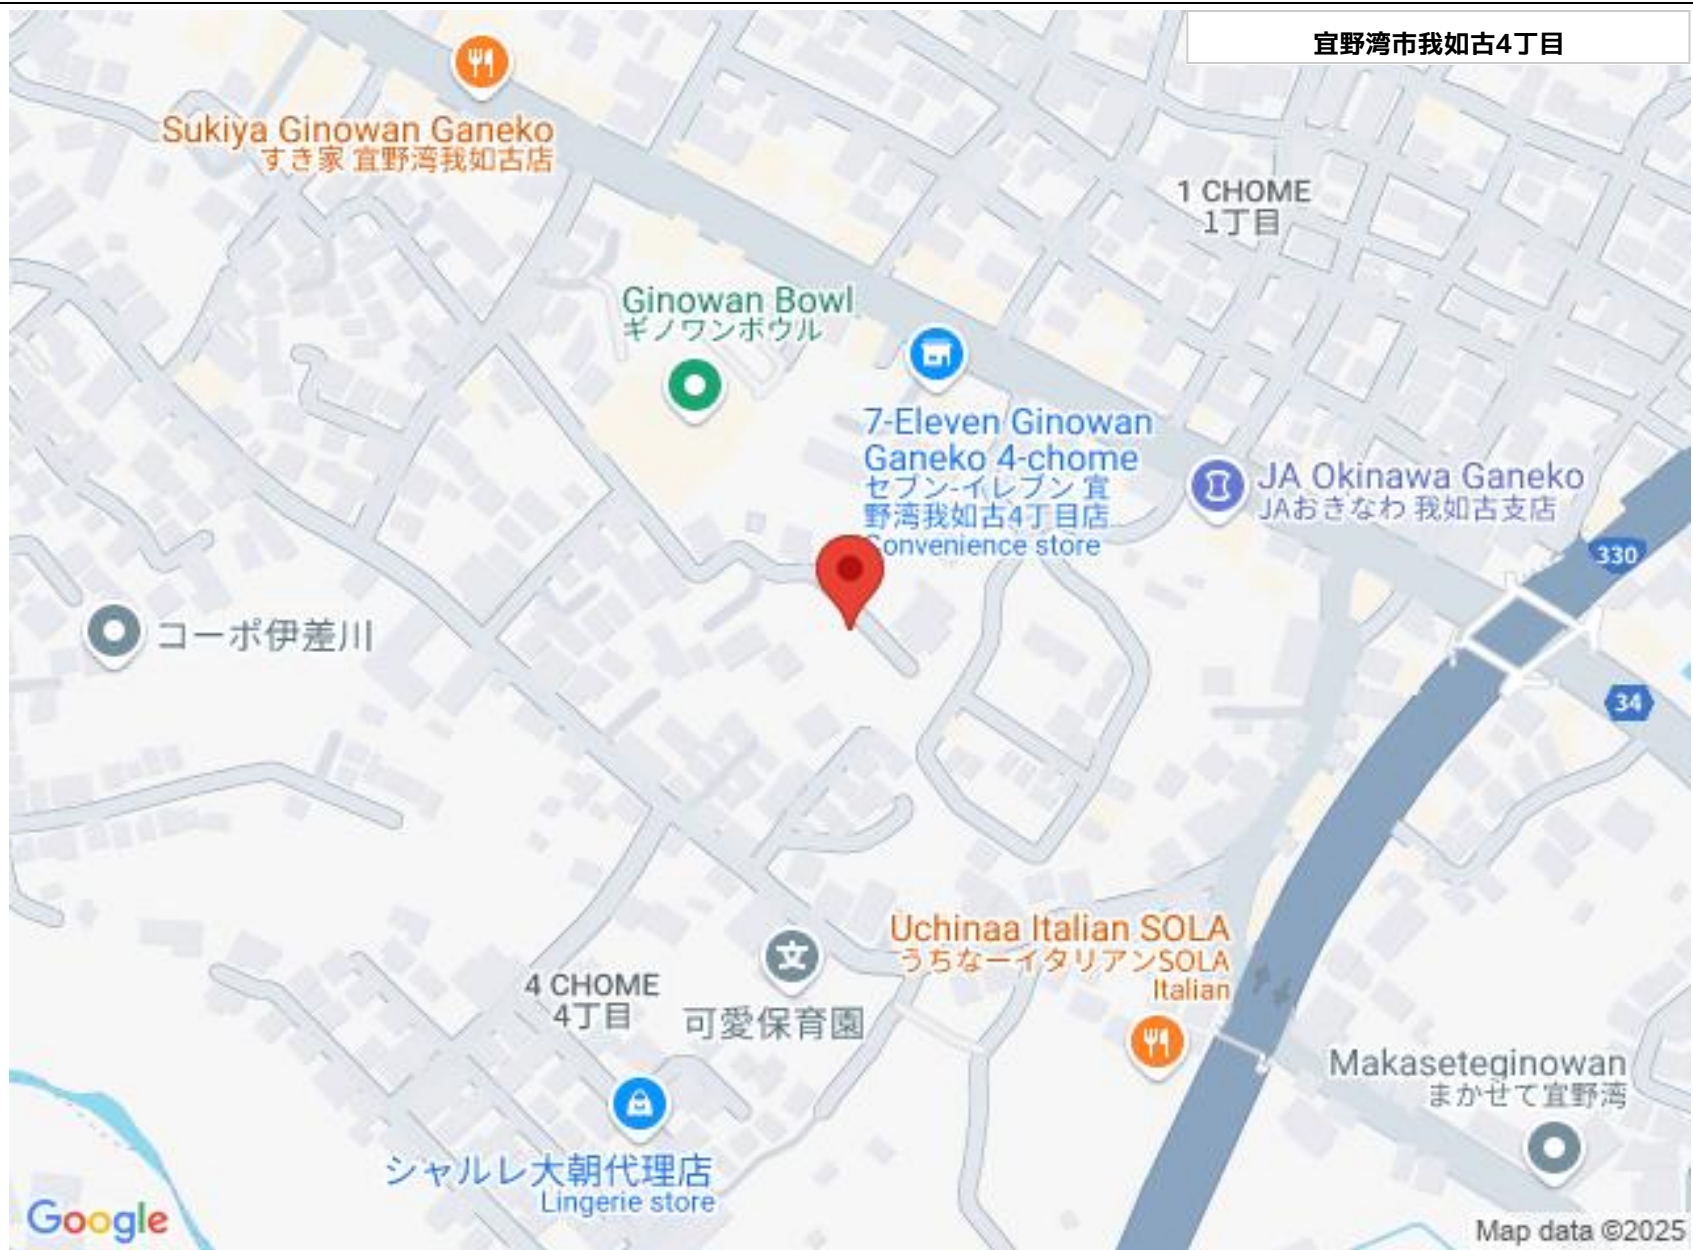 宜野湾市我如古4丁目
Sukiya Ginowan Ganeko
すき家 宜野湾我如古店
1 CHOME
1丁目
Ginowan Bowl
ギノワンボウル
7-Eleven Ginowan
Ganeko 4-chome
セブン-イレブン 宜
野湾我如古4丁目店
Convenience store
JA Okinawa Ganeko
JAおきなわ 我如古支店
330
コーポ伊差川
34
Uchinaa Italian SOLA
うちなーイタリアンSOLA
Italian
文
4 CHOME
4丁目
可愛保育園
Makaseteginowan
まかせて宜野湾
シャルレ大朝代理店
Lingerie store
Google
Map data ©2025